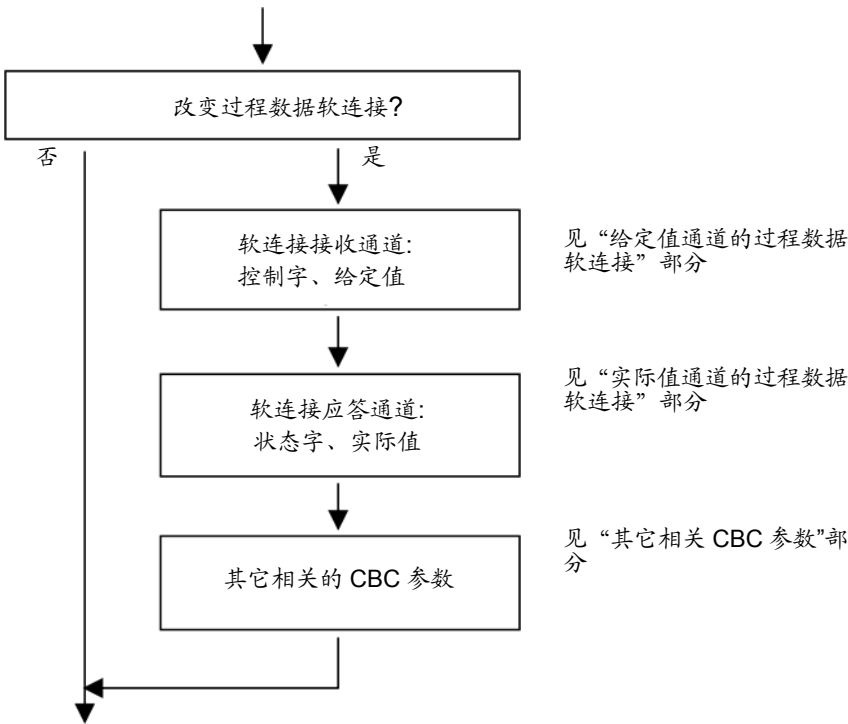 改变过程数据软连接?
否
是
软连接接收通道:
控制字、给定值
见“给定值通道的过程数据
软连接”部分
软连接应答通道:
状态字、实际值
见“实际值通道的过程数据
软连接”部分
其它相关的 CBC 参数
见“其它相关 CBC 参数”部
分